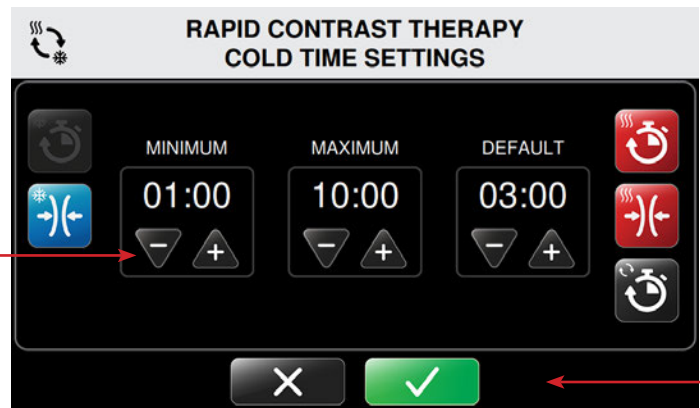 RAPID CONTRAST THERAPY
COLD TIME SETTINGS
MINIMUM MAXIMUM DEFAULT
01:00 10:00 03:00
- + - + - +